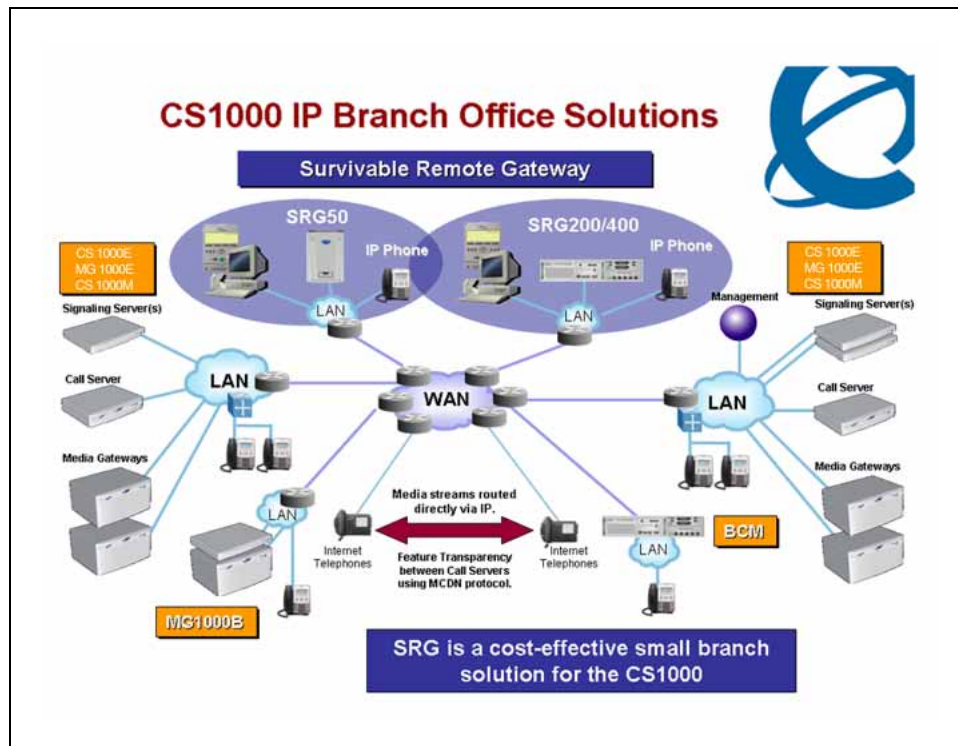 CS1000 IP Branch Office Solutions
Survivable Remote Gateway
SRG50
IP Phone
LAN
SRG200/400
IP Phone
LAN
CS 1000E
MG 1000E
CS 1000M
Signaling Server(s)
Call Server
Media Gateways
LAN
WAN
Management
CS 1000E
MG 1000E
CS 1000M
Signaling Server(s)
Call Server
Media Gateways
LAN
LAN
MG1000B
Internet
Telephones
Media streams routed
directly via IP.
Feature Transparency
between Call Servers
using MCDN protocol.
Internet
Telephones
LAN
BCM
SRG is a cost-effective small branch
solution for the CS1000